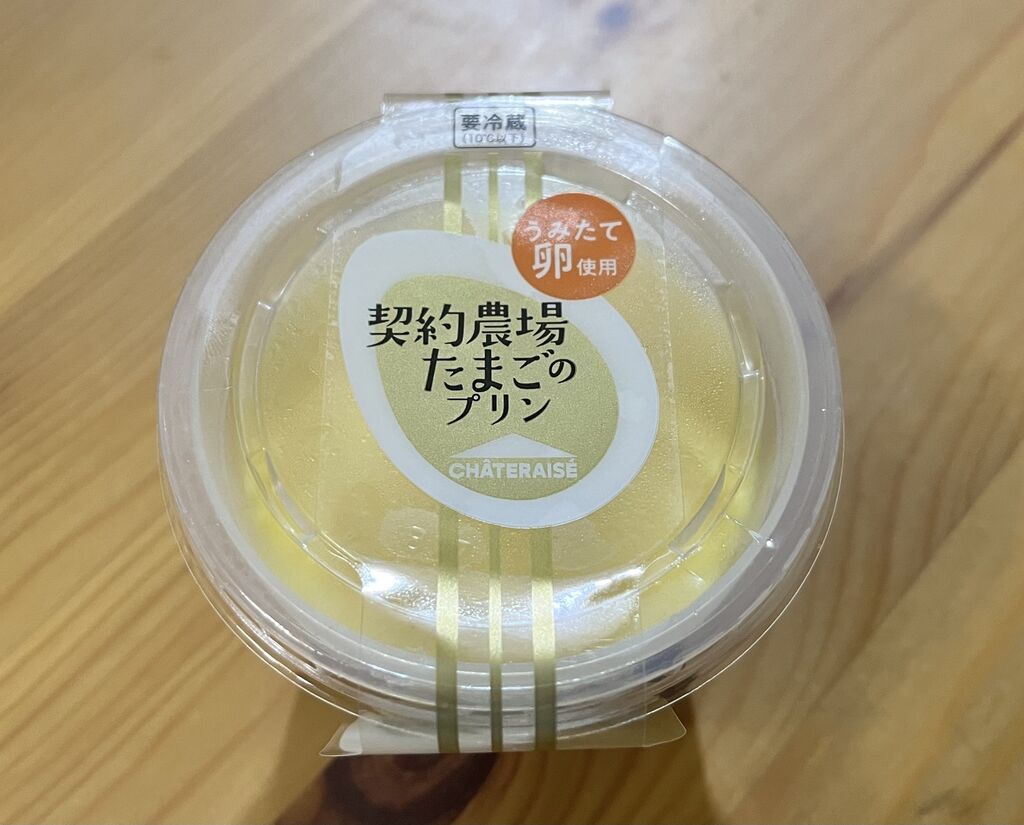 要冷蔵
(10℃以下)
うみたて
卵使用
契約農場
たまごの
プリン
CHÂTERAISÉ